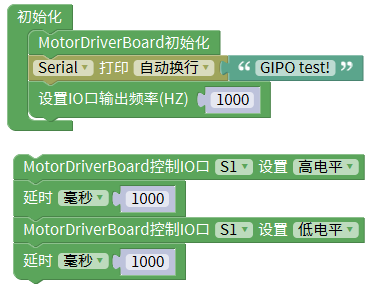 初始化
MotorDriverBoard初始化
Serial 打印 自动换行 “ GIPO test! ”
设置IO口输出频率(HZ) 1000
MotorDriverBoard控制IO口 S1 设置 高电平
延时 毫秒 1000
MotorDriverBoard控制IO口 S1 设置 低电平
延时 毫秒 1000